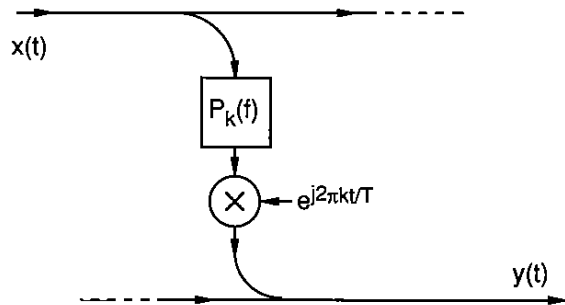 x(t)
P_k(f)
× e^{j2πkt/T}
y(t)